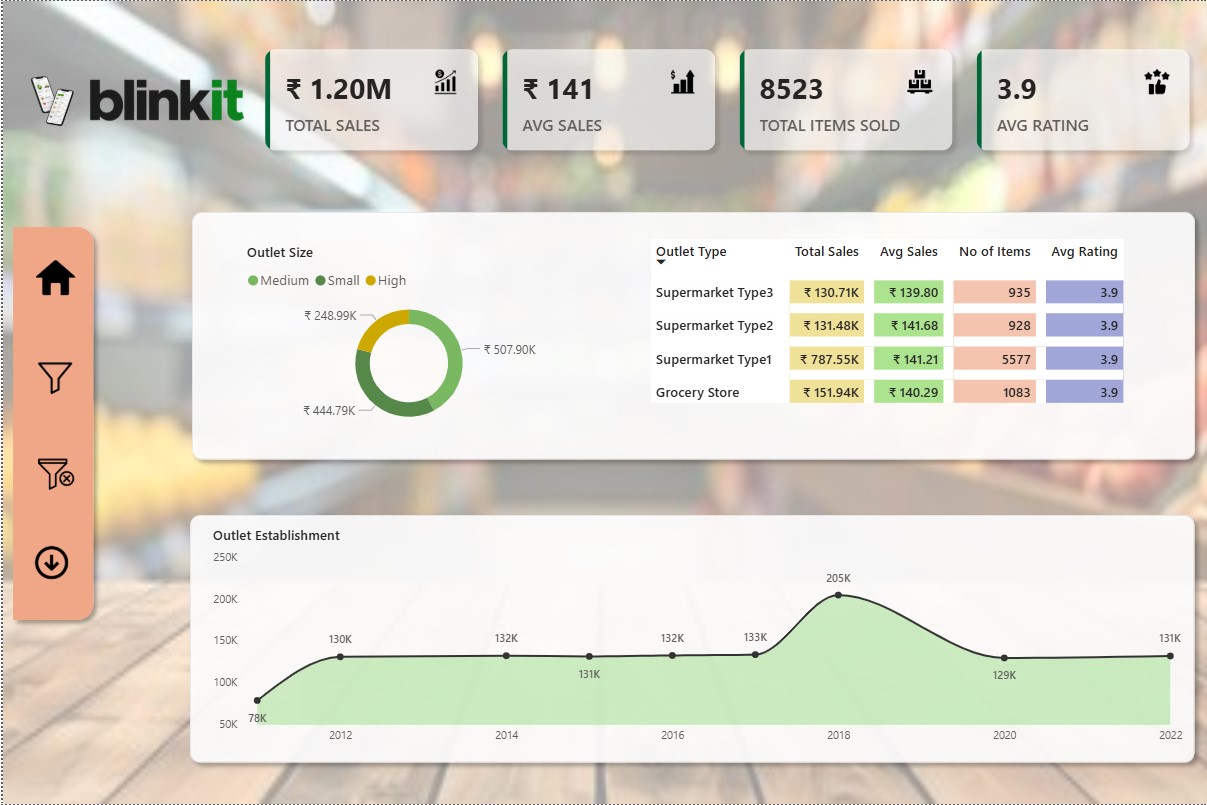 blinkit
₹ 1.20M
TOTAL SALES
₹ 141
AVG SALES
8523
TOTAL ITEMS SOLD
3.9
AVG RATING
Outlet Size
Medium Small High
₹ 248.99K
₹ 507.90K
₹ 444.79K
Outlet Type Total Sales Avg Sales No of Items Avg Rating
Supermarket Type3 ₹ 130.71K ₹ 139.80 935 3.9
Supermarket Type2 ₹ 131.48K ₹ 141.68 928 3.9
Supermarket Type1 ₹ 787.55K ₹ 141.21 5577 3.9
Grocery Store ₹ 151.94K ₹ 140.29 1083 3.9
Outlet Establishment
250K
200K
150K
100K
50K
78K
130K
132K
131K
132K
133K
205K
129K
131K
2012 2014 2016 2018 2020 2022